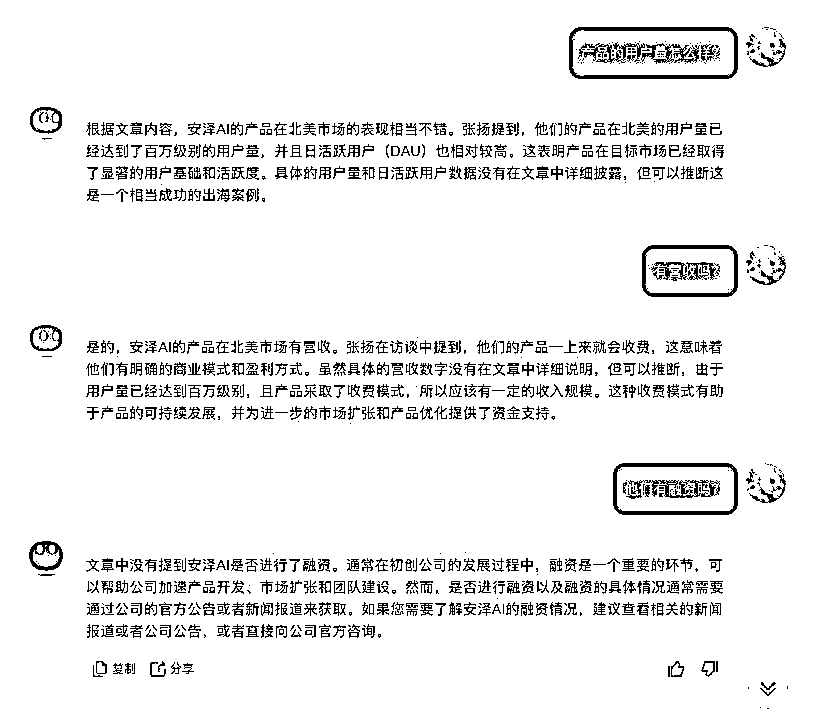 产品的用户量怎么样?
根据文章内容，安泽AI的产品在北美市场的表现相当不错。张扬提到，他们的产品在北美的用户量已
经达到了百万级别的用户量，并且日活跃用户（DAU）也相对较高。这表明产品在目标市场已经取得
了显著的用户基础和活跃度。具体的用户量和日活跃用户数据没有在文章中详细披露，但可以推断这
是一个相当成功的出海案例。
有营收吗?
是的，安泽AI的产品在北美市场有营收。张扬在访谈中提到，他们的产品一上来就会收费，这意味着
他们有明确的商业模式和盈利方式。虽然具体的营收数字没有在文章中详细说明，但可以推断，由于
用户量已经达到百万级别，且产品采取了收费模式，所以应该有一定的收入规模。这种收费模式有助
于产品的可持续发展，并为进一步的市场扩张和产品优化提供了资金支持。
他们有融资吗?
文章中没有提到安泽AI是否进行了融资。通常在初创公司的发展过程中，融资是一个重要的环节，可
以帮助公司加速产品开发、市场扩张和团队建设。然而，是否进行融资以及融资的具体情况通常需要
通过公司的官方公告或者新闻报道来获取。如果您需要了解安泽AI的融资情况，建议查看相关的新闻
报道或者公司公告，或者直接向公司官方咨询。
复制 分享